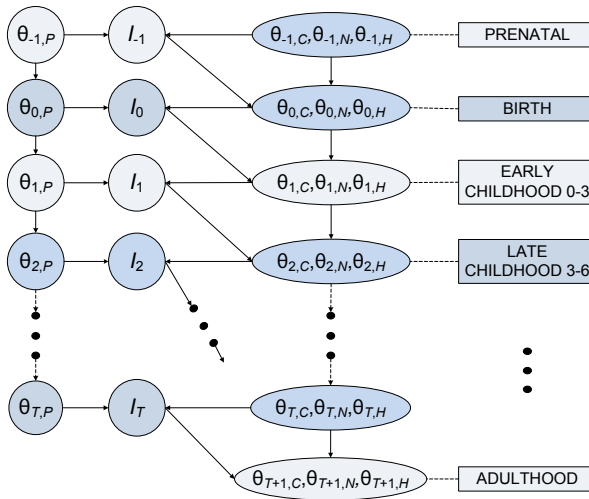 θ-1,P I-1 θ-1,C,θ-1,N,θ-1,H PRENATAL
θ0,P I0 θ0,C,θ0,N,θ0,H BIRTH
θ1,P I1 θ1,C,θ1,N,θ1,H EARLY
CHILDHOOD 0-3
θ2,P I2 θ2,C,θ2,N,θ2,H LATE
CHILDHOOD 3-6
θT,P IT θT,C,θT,N,θT,H
θT+1,C,θT+1,N,θT+1,H ADULTHOOD